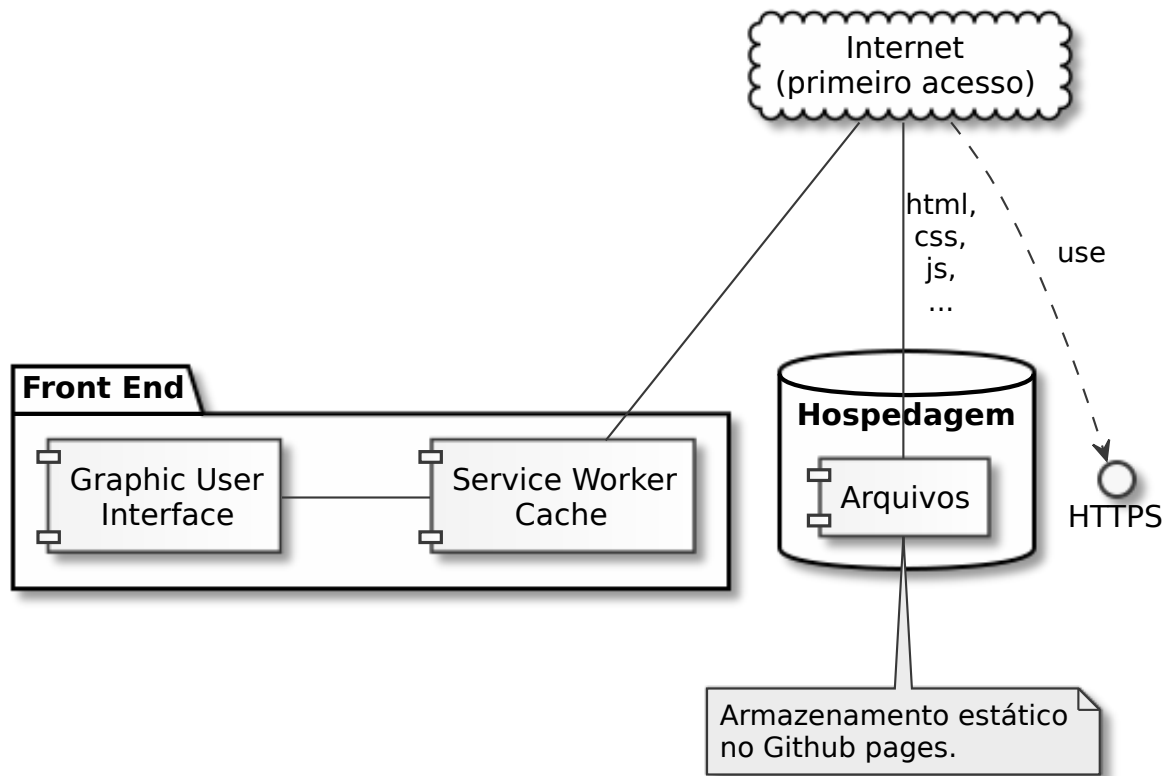 Internet
(primeiro acesso)
html,
css,
js,
...
use
Front End
Graphic User
Interface
Service Worker
Cache
Hospedagem
Arquivos
HTTPS
Armazenamento estático
no Github pages.